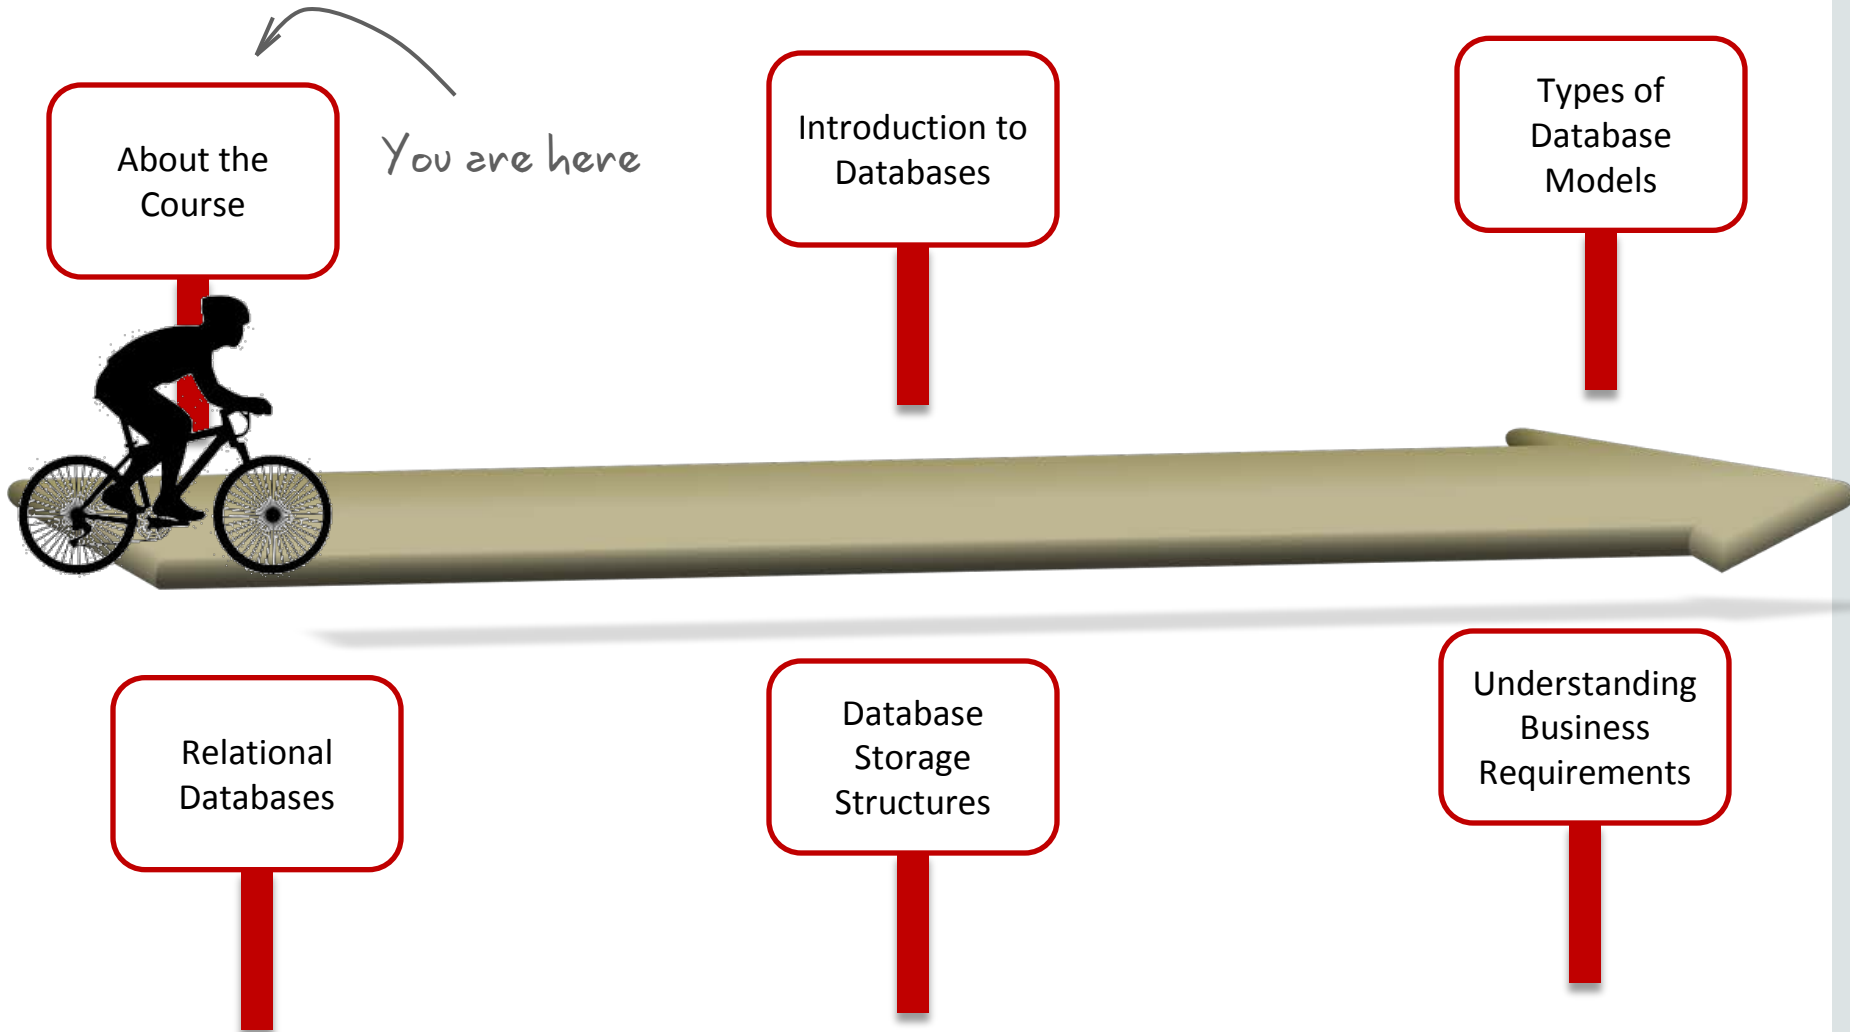 About the
Course
You are here
Introduction to
Databases
Types of
Database
Models
Relational
Databases
Database
Storage
Structures
Understanding
Business
Requirements